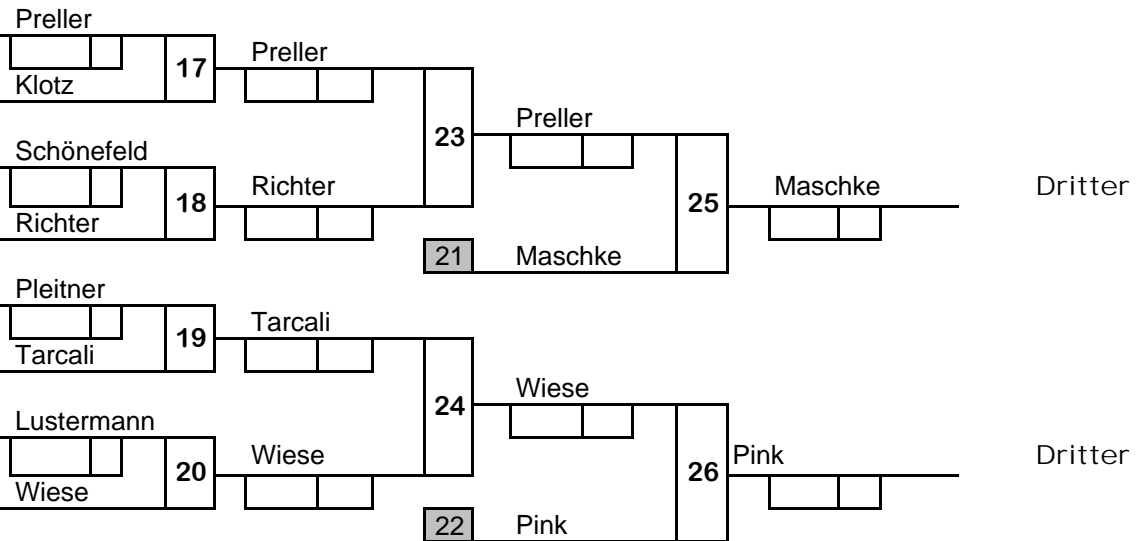 Preller
17 Preller
Klotz
23 Preller
Schönefeld
18 Richter
25 Maschke Dritter
Richter
21 Maschke
Pleitner
19 Tarcali
Tarcali
24 Wiese
Lustermann
20 Wiese
26 Pink Dritter
Wiese
22 Pink